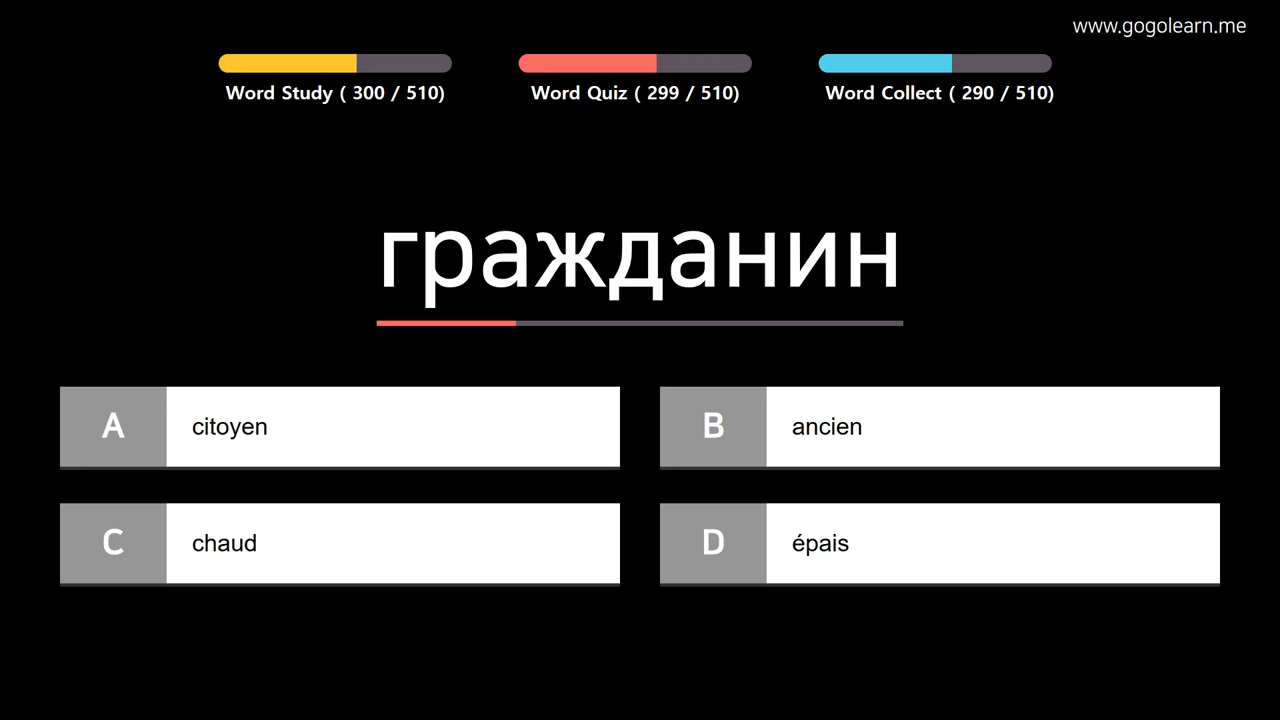 www.gogolearn.me
Word Study ( 300 / 510)
Word Quiz ( 299 / 510)
Word Collect ( 290 / 510)
гражданин
A citoyen
B ancien
C chaud
D épais